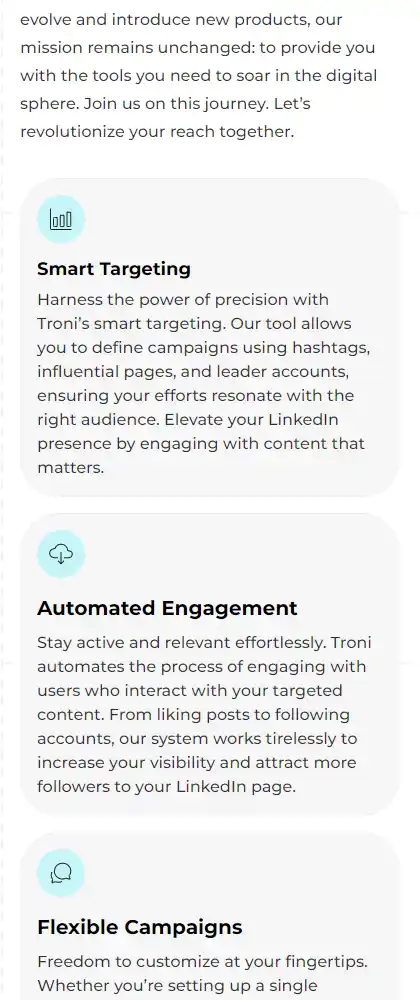 evolve and introduce new products, our
mission remains unchanged: to provide you
with the tools you need to soar in the digital
sphere. Join us on this journey. Let’s
revolutionize your reach together.
Smart Targeting
Harness the power of precision with
Troni’s smart targeting. Our tool allows
you to define campaigns using hashtags,
influential pages, and leader accounts,
ensuring your efforts resonate with the
right audience. Elevate your LinkedIn
presence by engaging with content that
matters.
Automated Engagement
Stay active and relevant effortlessly. Troni
automates the process of engaging with
users who interact with your targeted
content. From liking posts to following
accounts, our system works tirelessly to
increase your visibility and attract more
followers to your LinkedIn page.
Flexible Campaigns
Freedom to customize at your fingertips.
Whether you’re setting up a single